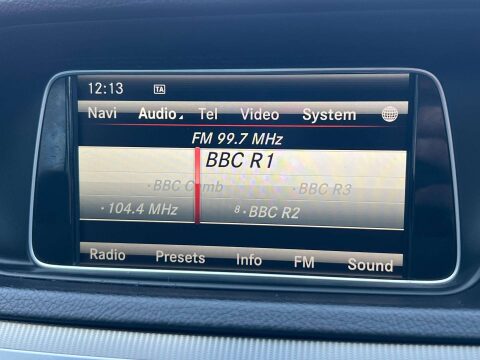 12:13 TA
Navi Audio Tel Video System
FM 99.7 MHz
BBC R1
BBC Cumb BBC R3
104.4 MHz 8 BBC R2
Radio Presets Info FM Sound